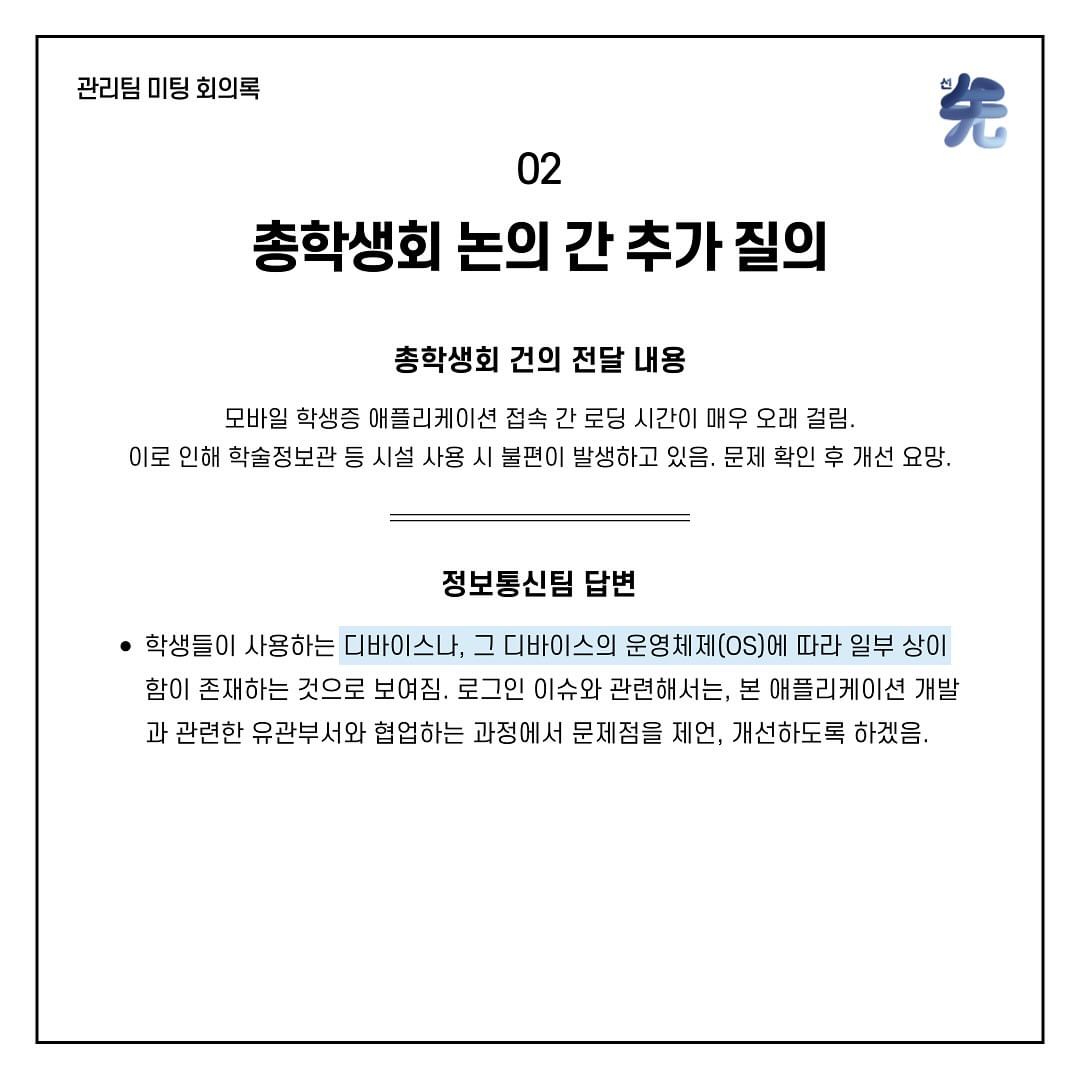 관리팀 미팅 회의록
선
先
02
총학생회 논의 간 추가 질의
총학생회 건의 전달 내용
모바일 학생증 애플리케이션 접속 간 로딩 시간이 매우 오래 걸림.
이로 인해 학술정보관 등 시설 사용 시 불편이 발생하고 있음. 문제 확인 후 개선 요망.
정보통신팀 답변
• 학생들이 사용하는 디바이스나, 그 디바이스의 운영체제(OS)에 따라 일부 상이
함이 존재하는 것으로 보여짐. 로그인 이슈와 관련해서는, 본 애플리케이션 개발
과 관련한 유관부서와 협업하는 과정에서 문제점을 제언, 개선하도록 하겠음.